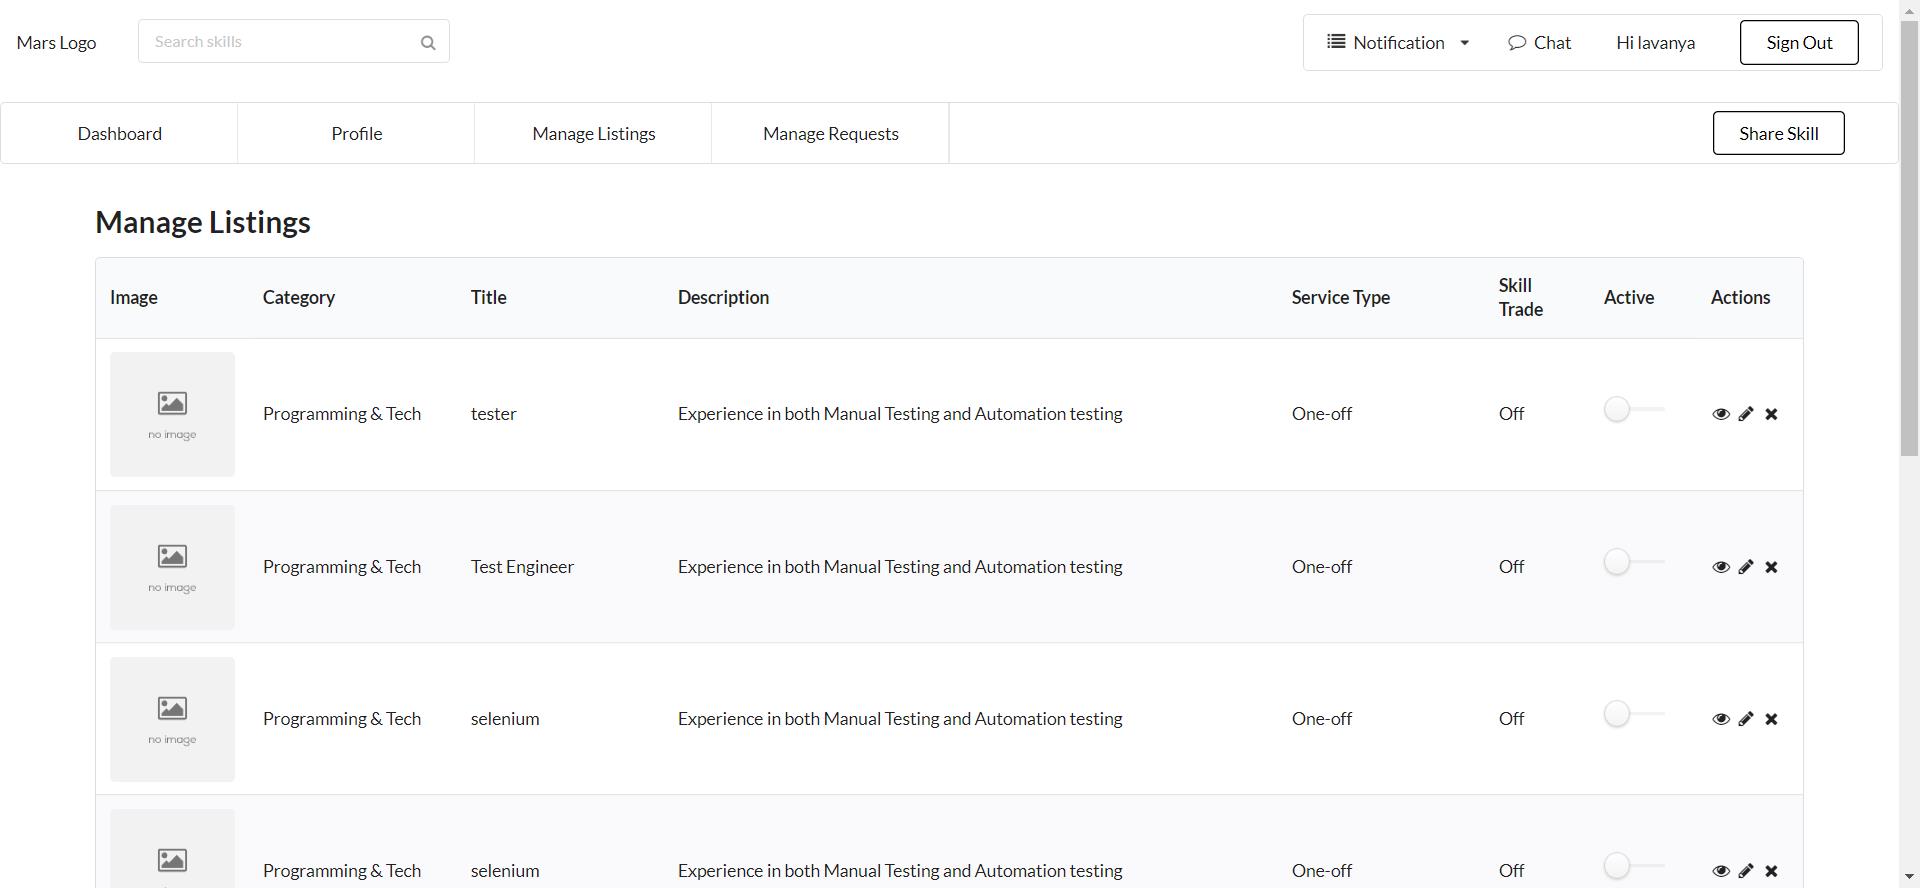 Mars Logo Search skills Notification Chat Hi lavanya Sign Out
Dashboard Profile Manage Listings Manage Requests Share Skill
Manage Listings
Image Category Title Description Service Type Skill Trade Active Actions
no image Programming & Tech tester Experience in both Manual Testing and Automation testing One-off Off
no image Programming & Tech Test Engineer Experience in both Manual Testing and Automation testing One-off Off
no image Programming & Tech selenium Experience in both Manual Testing and Automation testing One-off Off
Programming & Tech selenium Experience in both Manual Testing and Automation testing One-off Off